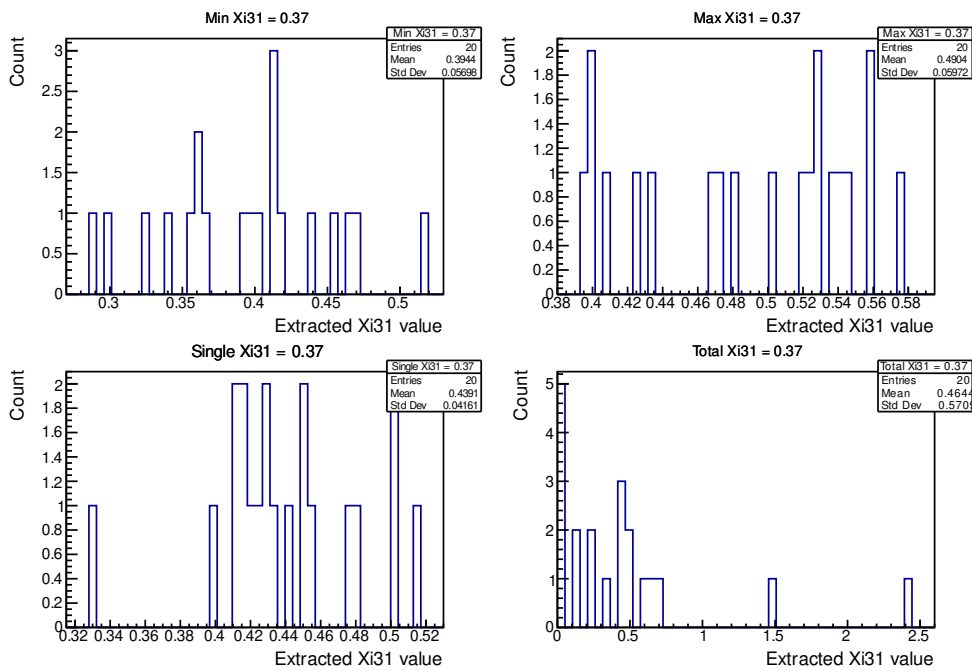 Min Xi31 = 0.37
Count
Min Xi31 = 0.37
Entries 20
Mean 0.3944
Std Dev 0.05698
3
2.5
2
1.5
1
0.5
0
0.3 0.35 0.4 0.45 0.5
Extracted Xi31 value
Max Xi31 = 0.37
Count
Max Xi31 = 0.37
Entries 20
Mean 0.4904
Std Dev 0.05972
2
1.8
1.6
1.4
1.2
1
0.8
0.6
0.4
0.2
0
0.38 0.4 0.42 0.44 0.46 0.48 0.5 0.52 0.54 0.56 0.58
Extracted Xi31 value
Single Xi31 = 0.37
Count
Single Xi31 = 0.37
Entries 20
Mean 0.4391
Std Dev 0.04161
2
1.8
1.6
1.4
1.2
1
0.8
0.6
0.4
0.2
0
0.32 0.34 0.36 0.38 0.4 0.42 0.44 0.46 0.48 0.5 0.52
Extracted Xi31 value
Total Xi31 = 0.37
Count
Total Xi31 = 0.37
Entries 20
Mean 0.4644
Std Dev 0.5709
5
4
3
2
1
0
0 0.5 1 1.5 2 2.5
Extracted Xi31 value